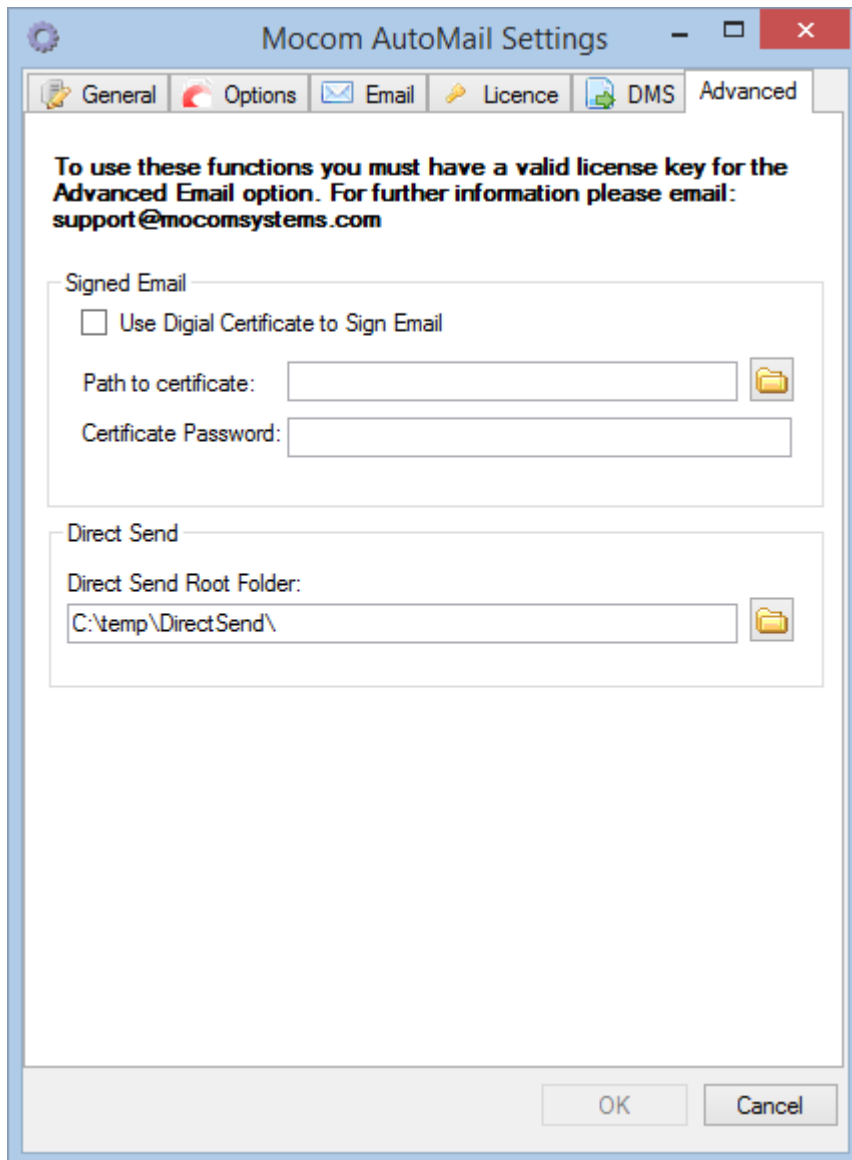 Mocom AutoMail Settings
General Options Email Licence DMS Advanced
To use these functions you must have a valid license key for the
Advanced Email option. For further information please email:
support@mocomsystems.com
Signed Email
Use Digial Certificate to Sign Email
Path to certificate:
Certificate Password:
Direct Send
Direct Send Root Folder:
C:\temp\DirectSend\
OK Cancel